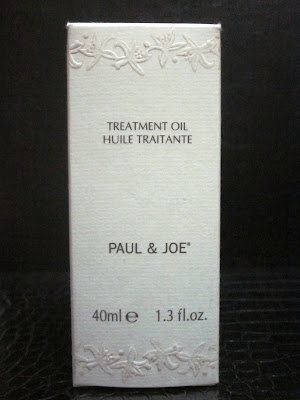 TREATMENT OIL
HUILE TRAITANTE
PAUL & JOE®
40ml ℮ 1.3 fl.oz.